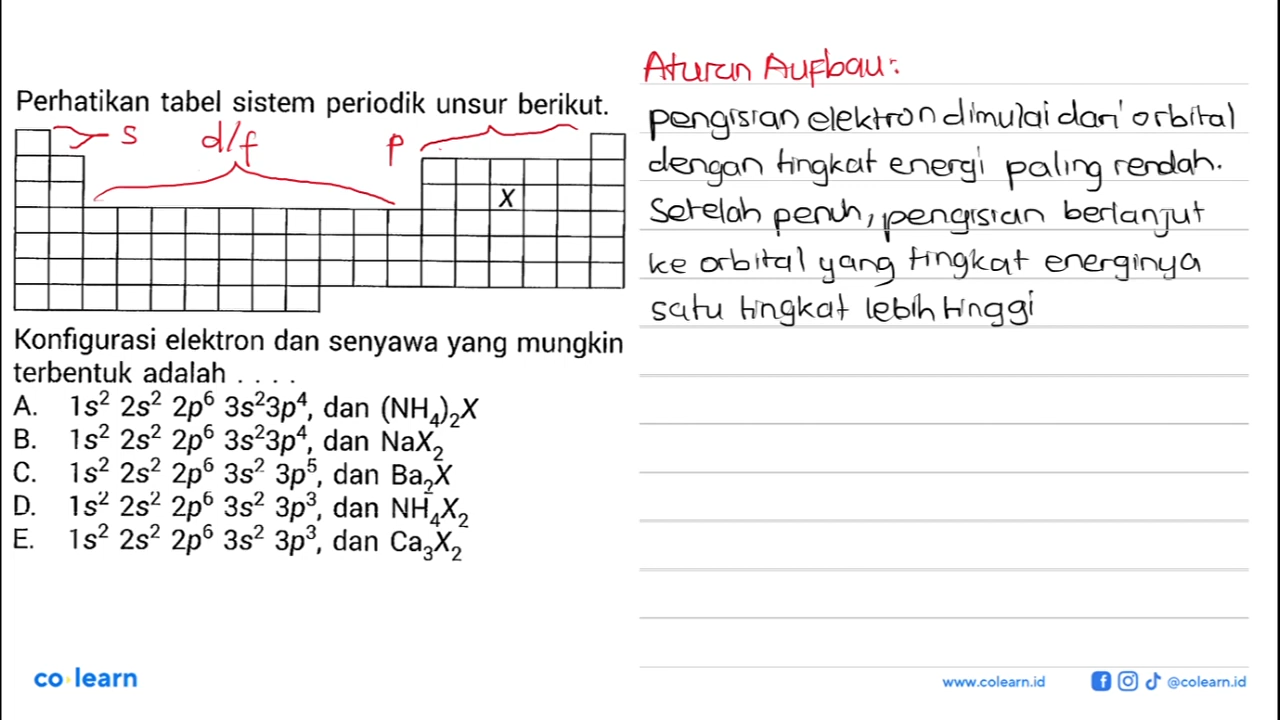 Perhatikan tabel sistem periodik unsur berikut.
s
d/f
p
X
Konfigurasi elektron dan senyawa yang mungkin
terbentuk adalah . . . .
A. 1s² 2s² 2p⁶ 3s²3p⁴, dan (NH₄)₂X
B. 1s² 2s² 2p⁶ 3s²3p⁴, dan NaX₂
C. 1s² 2s² 2p⁶ 3s² 3p⁵, dan Ba₂X
D. 1s² 2s² 2p⁶ 3s² 3p³, dan NH₄X₂
E. 1s² 2s² 2p⁶ 3s² 3p³, dan Ca₃X₂
Aturan Aufbau:
pengisian elektron dimulai dari orbital
dengan tingkat energi paling rendah.
Setelah penuh, pengisian berlanjut
ke orbital yang tingkat energinya
satu tingkat lebih tinggi
co learn
www.colearn.id
@colearn.id